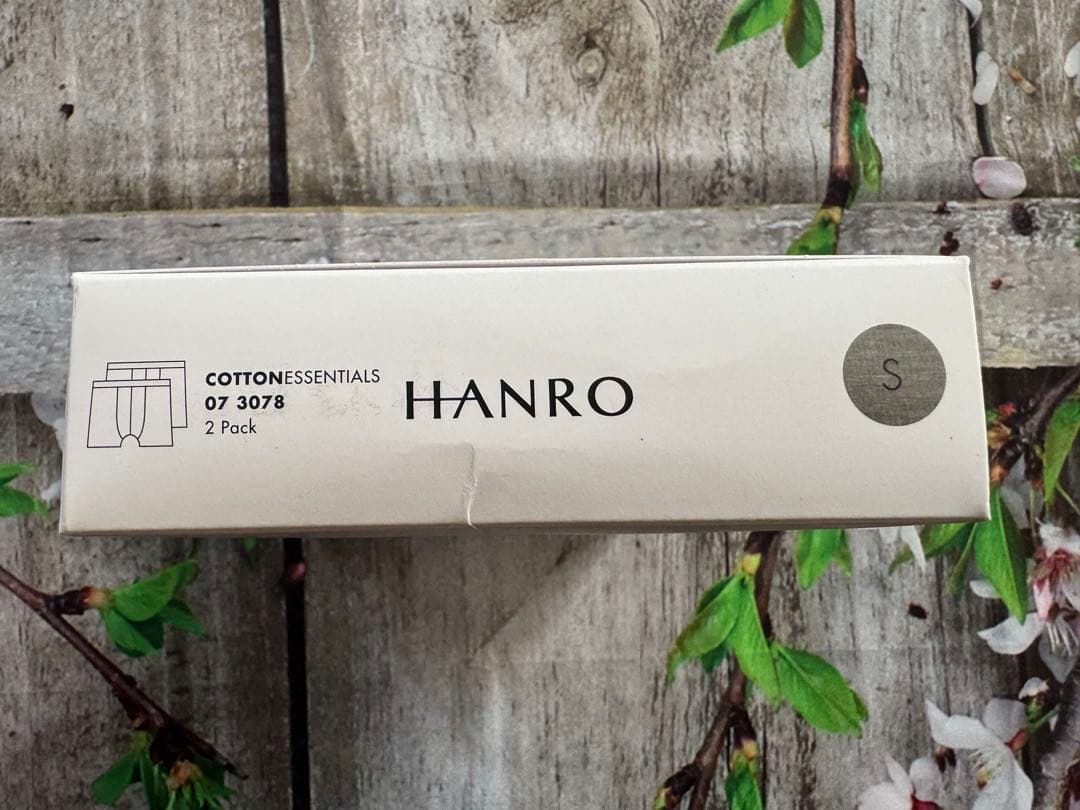 COTTONESSENTIALS
07 3078
2 Pack
HANRO
S